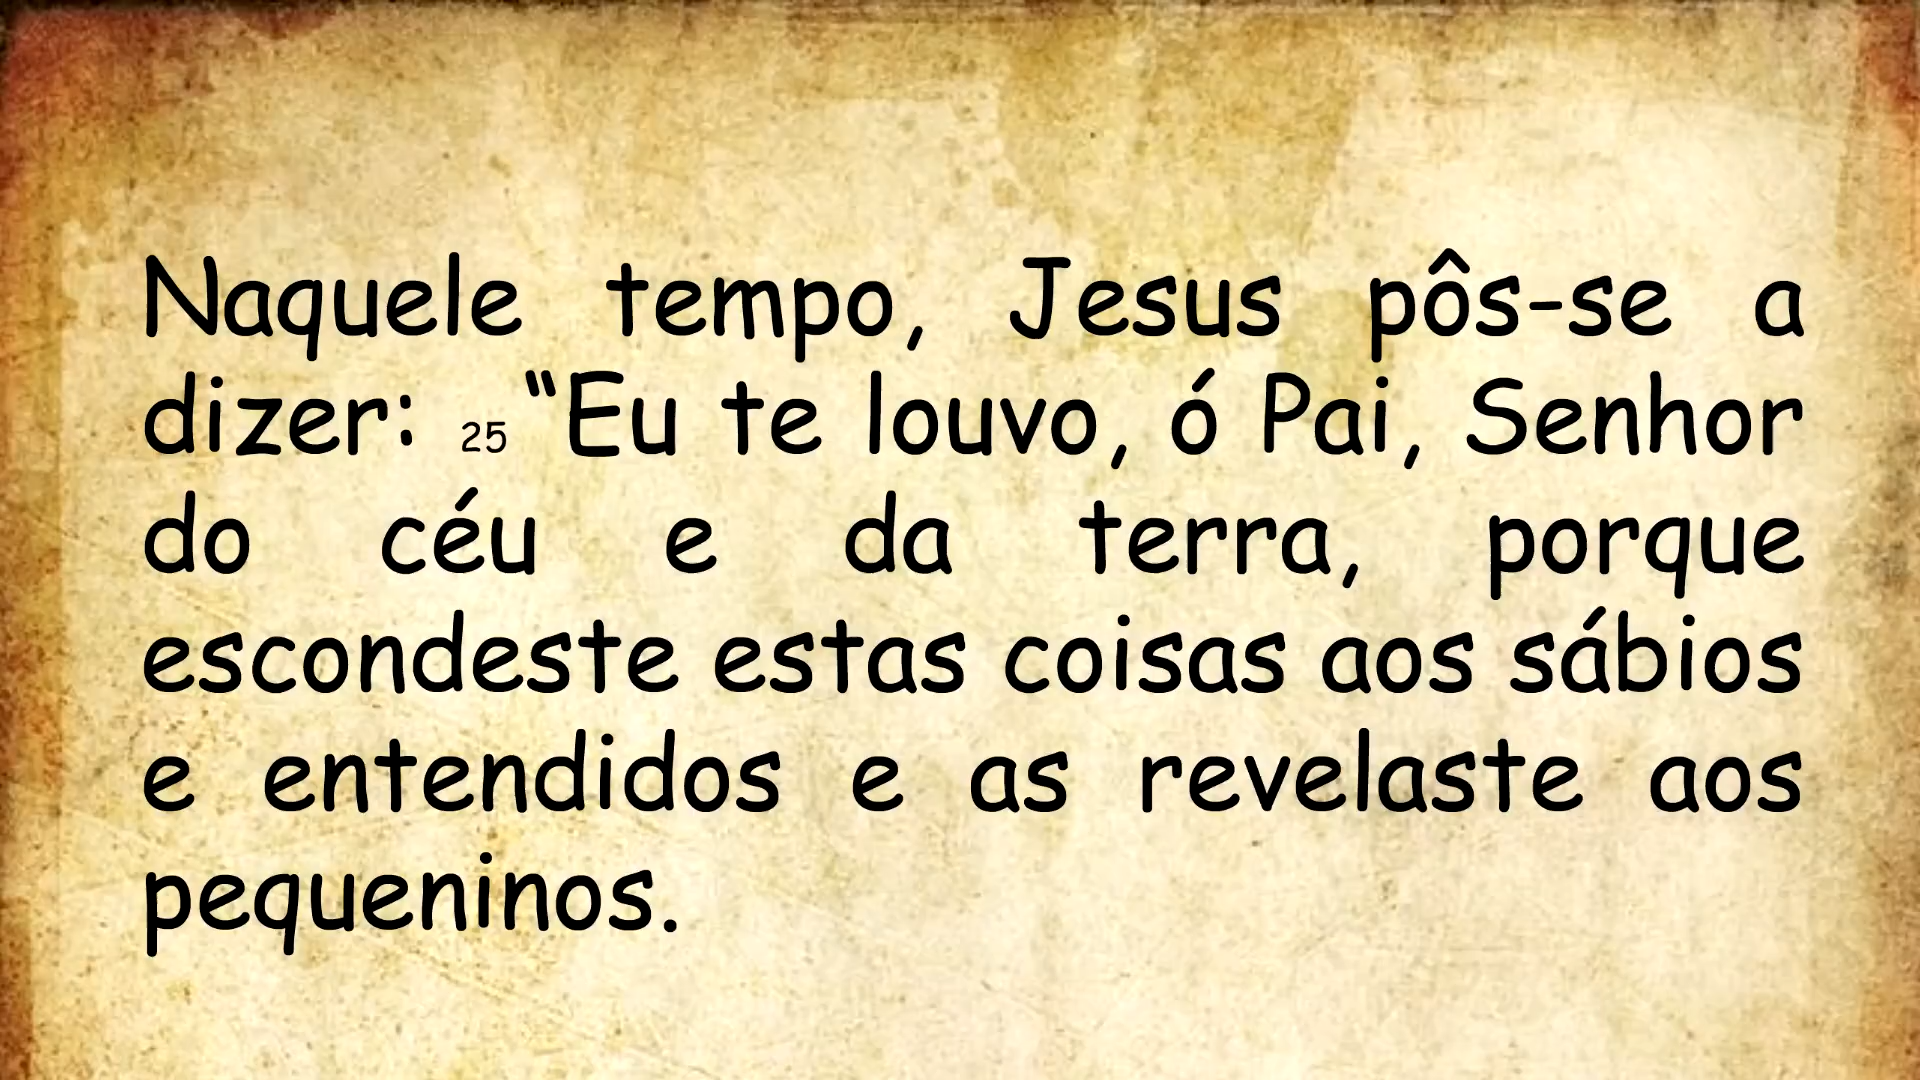 Naquele tempo, Jesus pôs-se a
dizer: 25 “Eu te louvo, ó Pai, Senhor
do céu e da terra, porque
escondeste estas coisas aos sábios
e entendidos e as revelaste aos
pequeninos.